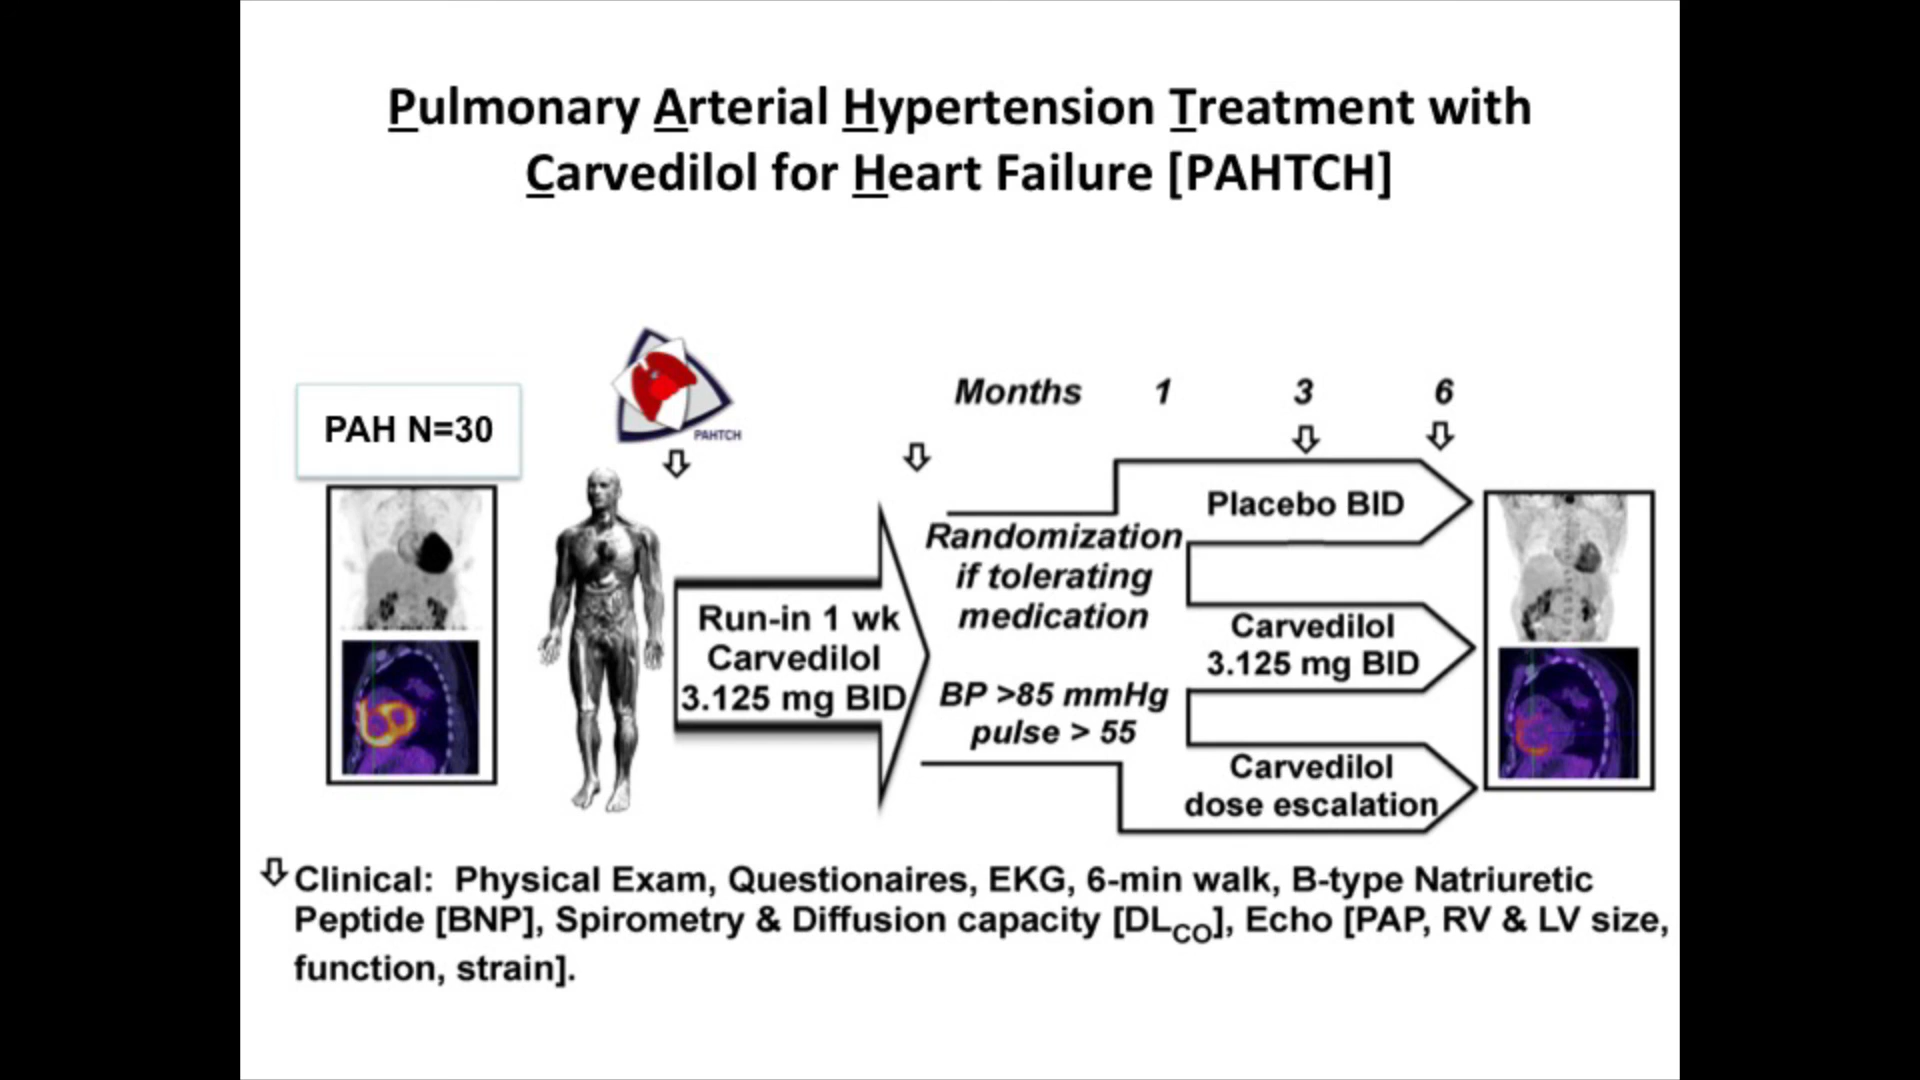 Pulmonary Arterial Hypertension Treatment with
Carvedilol for Heart Failure [PAHTCH]
PAH N=30
PAHTCH
Months 1 3 6
Run-in 1 wk
Carvedilol
3.125 mg BID
Randomization
if tolerating
medication
BP >85 mmHg
pulse > 55
Placebo BID
Carvedilol
3.125 mg BID
Carvedilol
dose escalation
Clinical: Physical Exam, Questionaires, EKG, 6-min walk, B-type Natriuretic
Peptide [BNP], Spirometry & Diffusion capacity [DLCO], Echo [PAP, RV & LV size,
function, strain].